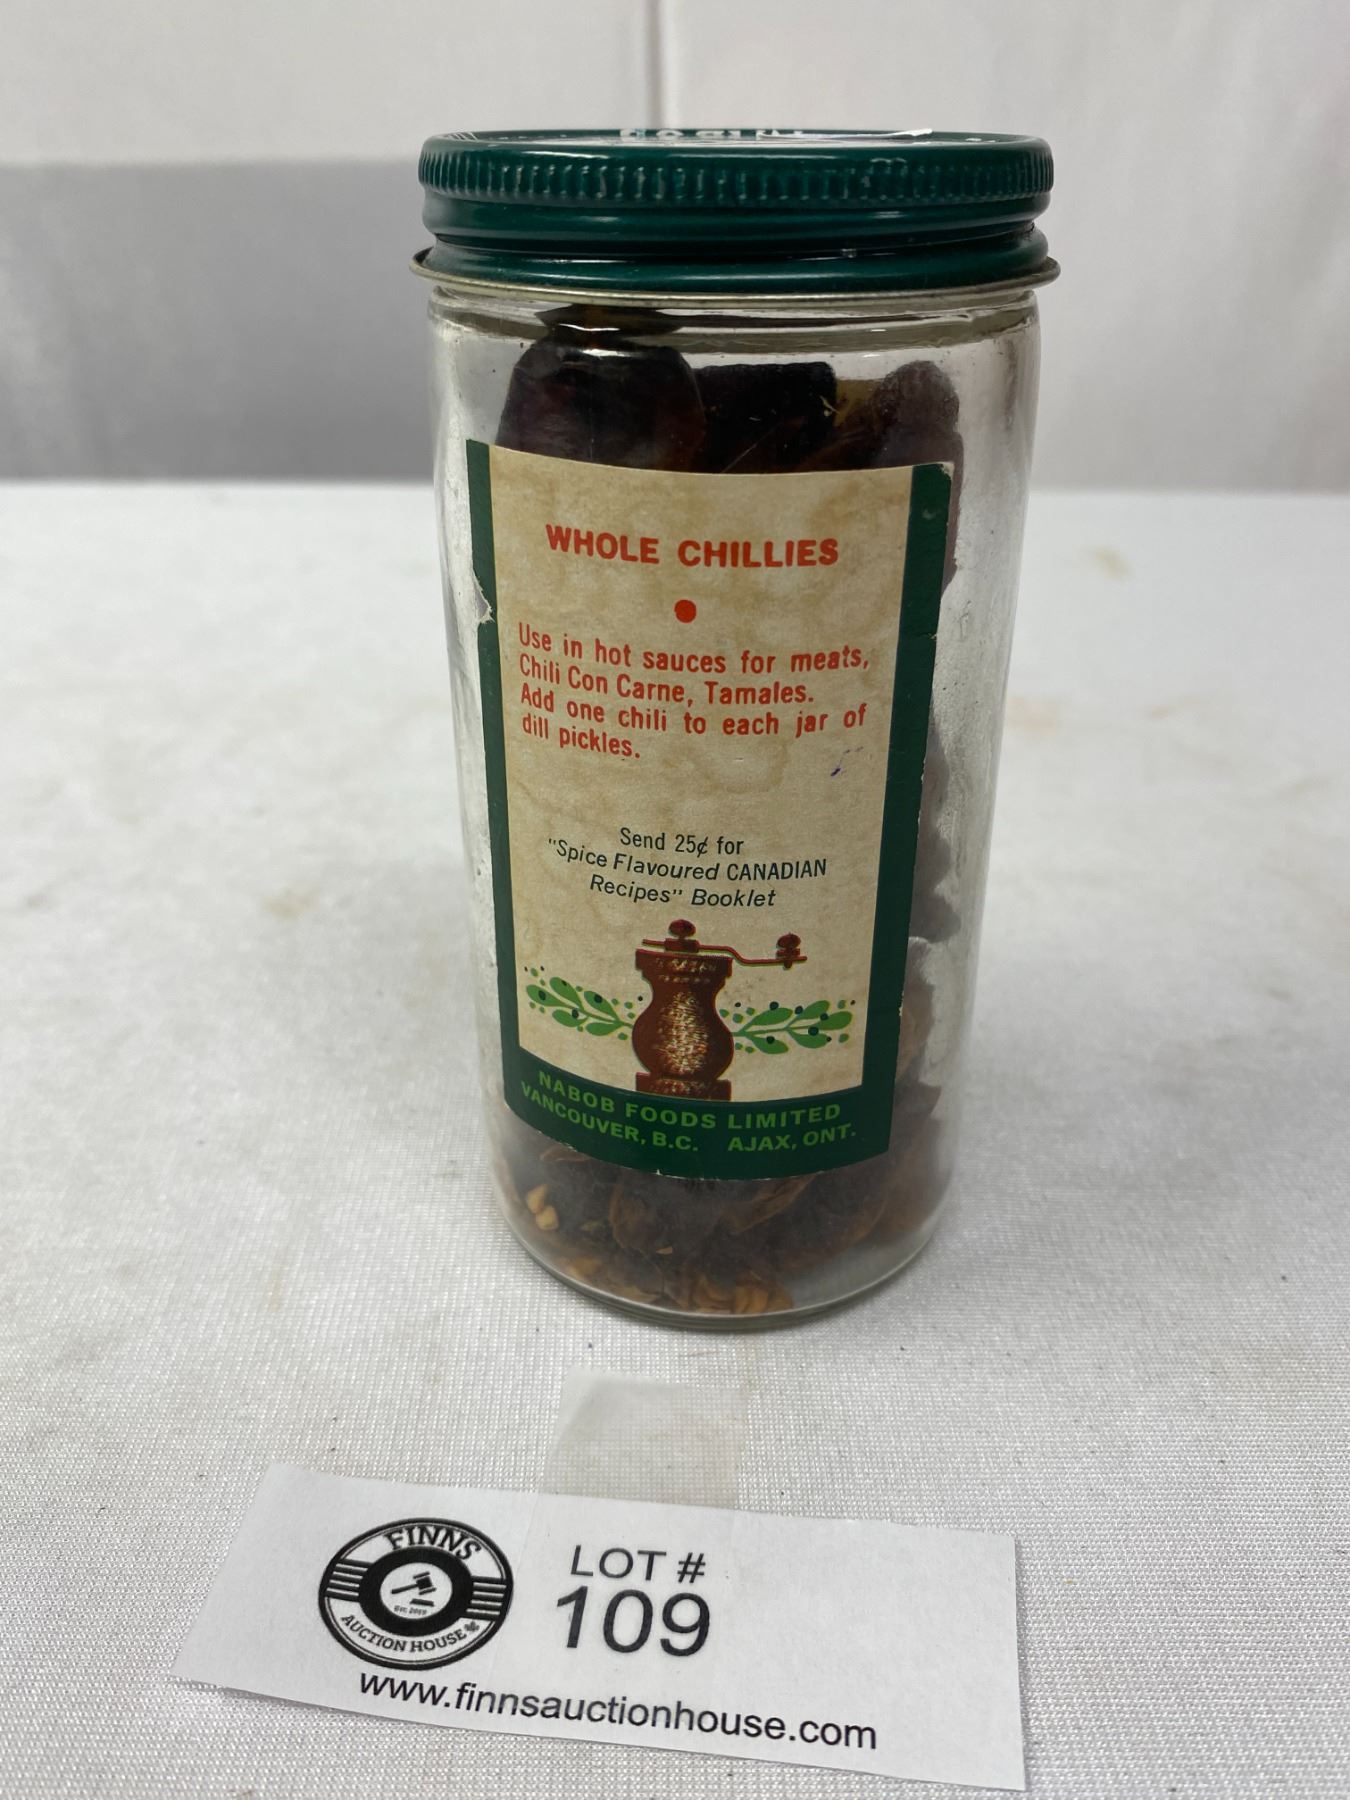 WHOLE CHILLIES
Use in hot sauces for meats,
Chili Con Carne, Tamales.
Add one chili to each jar of
dill pickles.
Send 25¢ for
"Spice Flavoured CANADIAN
Recipes" Booklet
NABOB FOODS LIMITED
VANCOUVER, B.C. AJAX, ONT.
FINNS
EST. 2019
AUCTION HOUSE
LOT #
109
www.finnsauctionhouse.com